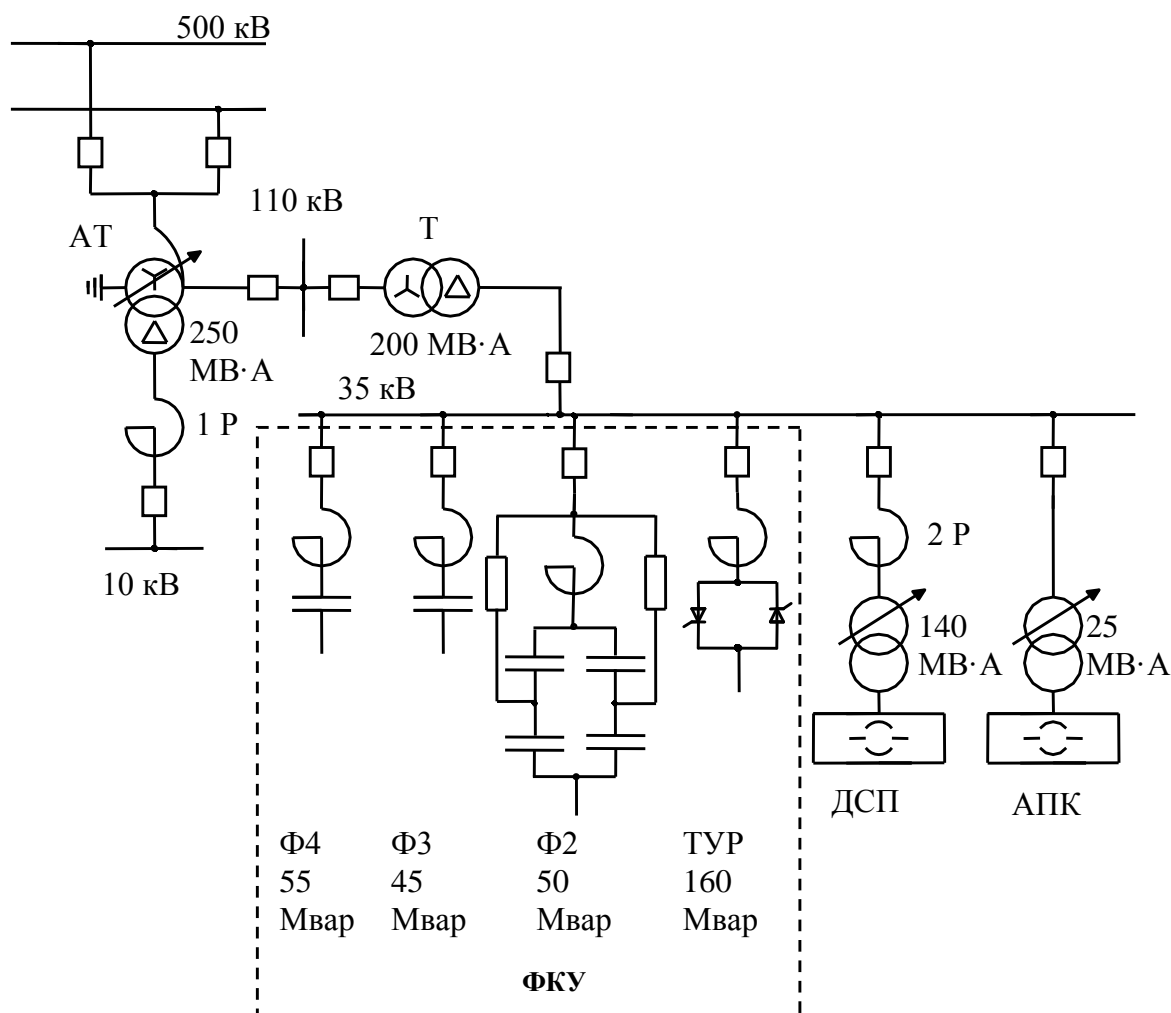 500 кВ
110 кВ
АТ
Т
250
МВ·А
200 МВ·А
35 кВ
1 Р
2 Р
10 кВ
140
МВ·А
25
МВ·А
ДСП
АПК
Ф4
55
Мвар
Ф3
45
Мвар
Ф2
50
Мвар
ТУР
160
Мвар
ФКУ